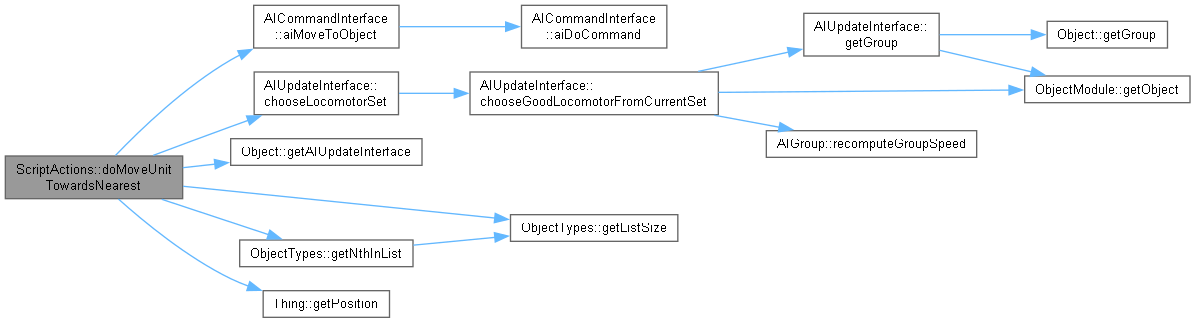 AICommandInterface
::aiMoveToObject
AICommandInterface
::aiDoCommand
AIUpdateInterface::
getGroup
Object::getGroup
AIUpdateInterface::
chooseLocomotorSet
AIUpdateInterface::
chooseGoodLocomotorFromCurrentSet
ObjectModule::getObject
Object::getAIUpdateInterface
AIGroup::recomputeGroupSpeed
ScriptActions::doMoveUnit
TowardsNearest
ObjectTypes::getListSize
ObjectTypes::getNthInList
Thing::getPosition